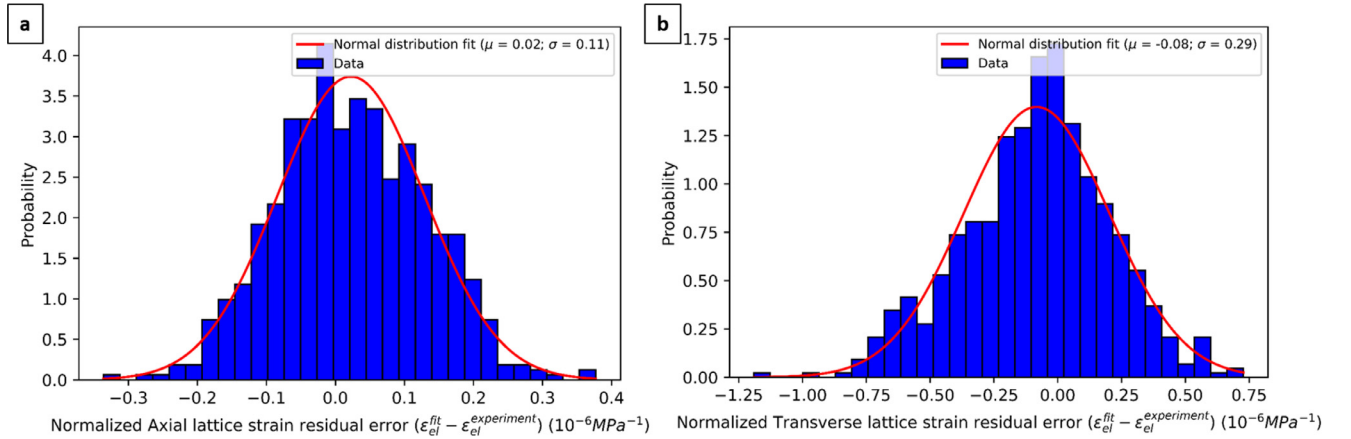 a
Normal distribution fit (μ = 0.02; σ = 0.11)
Data
Probability
4.0
3.5
3.0
2.5
2.0
1.5
1.0
0.5
0.0
−0.3 −0.2 −0.1 0.0 0.1 0.2 0.3 0.4
Normalized Axial lattice strain residual error (ε_el^fit − ε_el^experiment) (10^−6 MPa^−1)
b
Normal distribution fit (μ = -0.08; σ = 0.29)
Data
Probability
1.75
1.50
1.25
1.00
0.75
0.50
0.25
0.00
−1.25 −1.00 −0.75 −0.50 −0.25 0.00 0.25 0.50 0.75
Normalized Transverse lattice strain residual error (ε_el^fit − ε_el^experiment) (10^−6 MPa^−1)